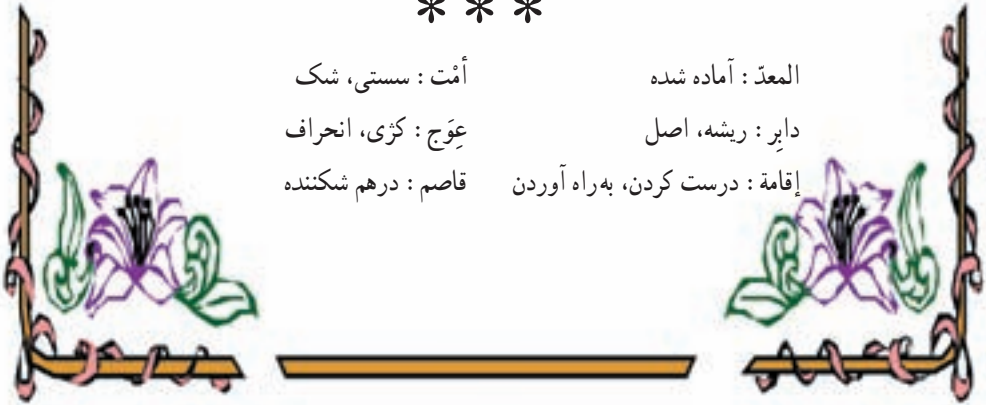 * * *
المعدّ : آماده شده
أمْت : سستی، شک
دابِر : ریشه، اصل
عِوَج : کژی، انحراف
إقامة : درست کردن، به‌راه آوردن
قاصم : درهم شکننده